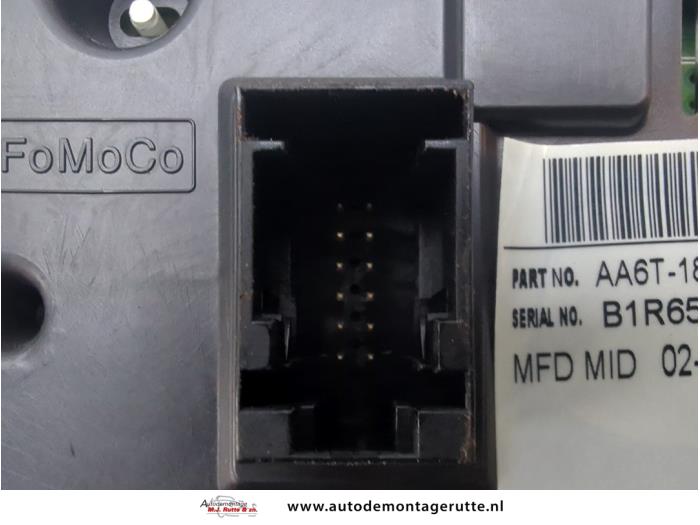 FoMoCo
PART NO. AA6T-18
SERIAL NO. B1R65
MFD MID 02-
Autodemontage
M.J. Rutte & zn.
www.autodemontagerutte.nl